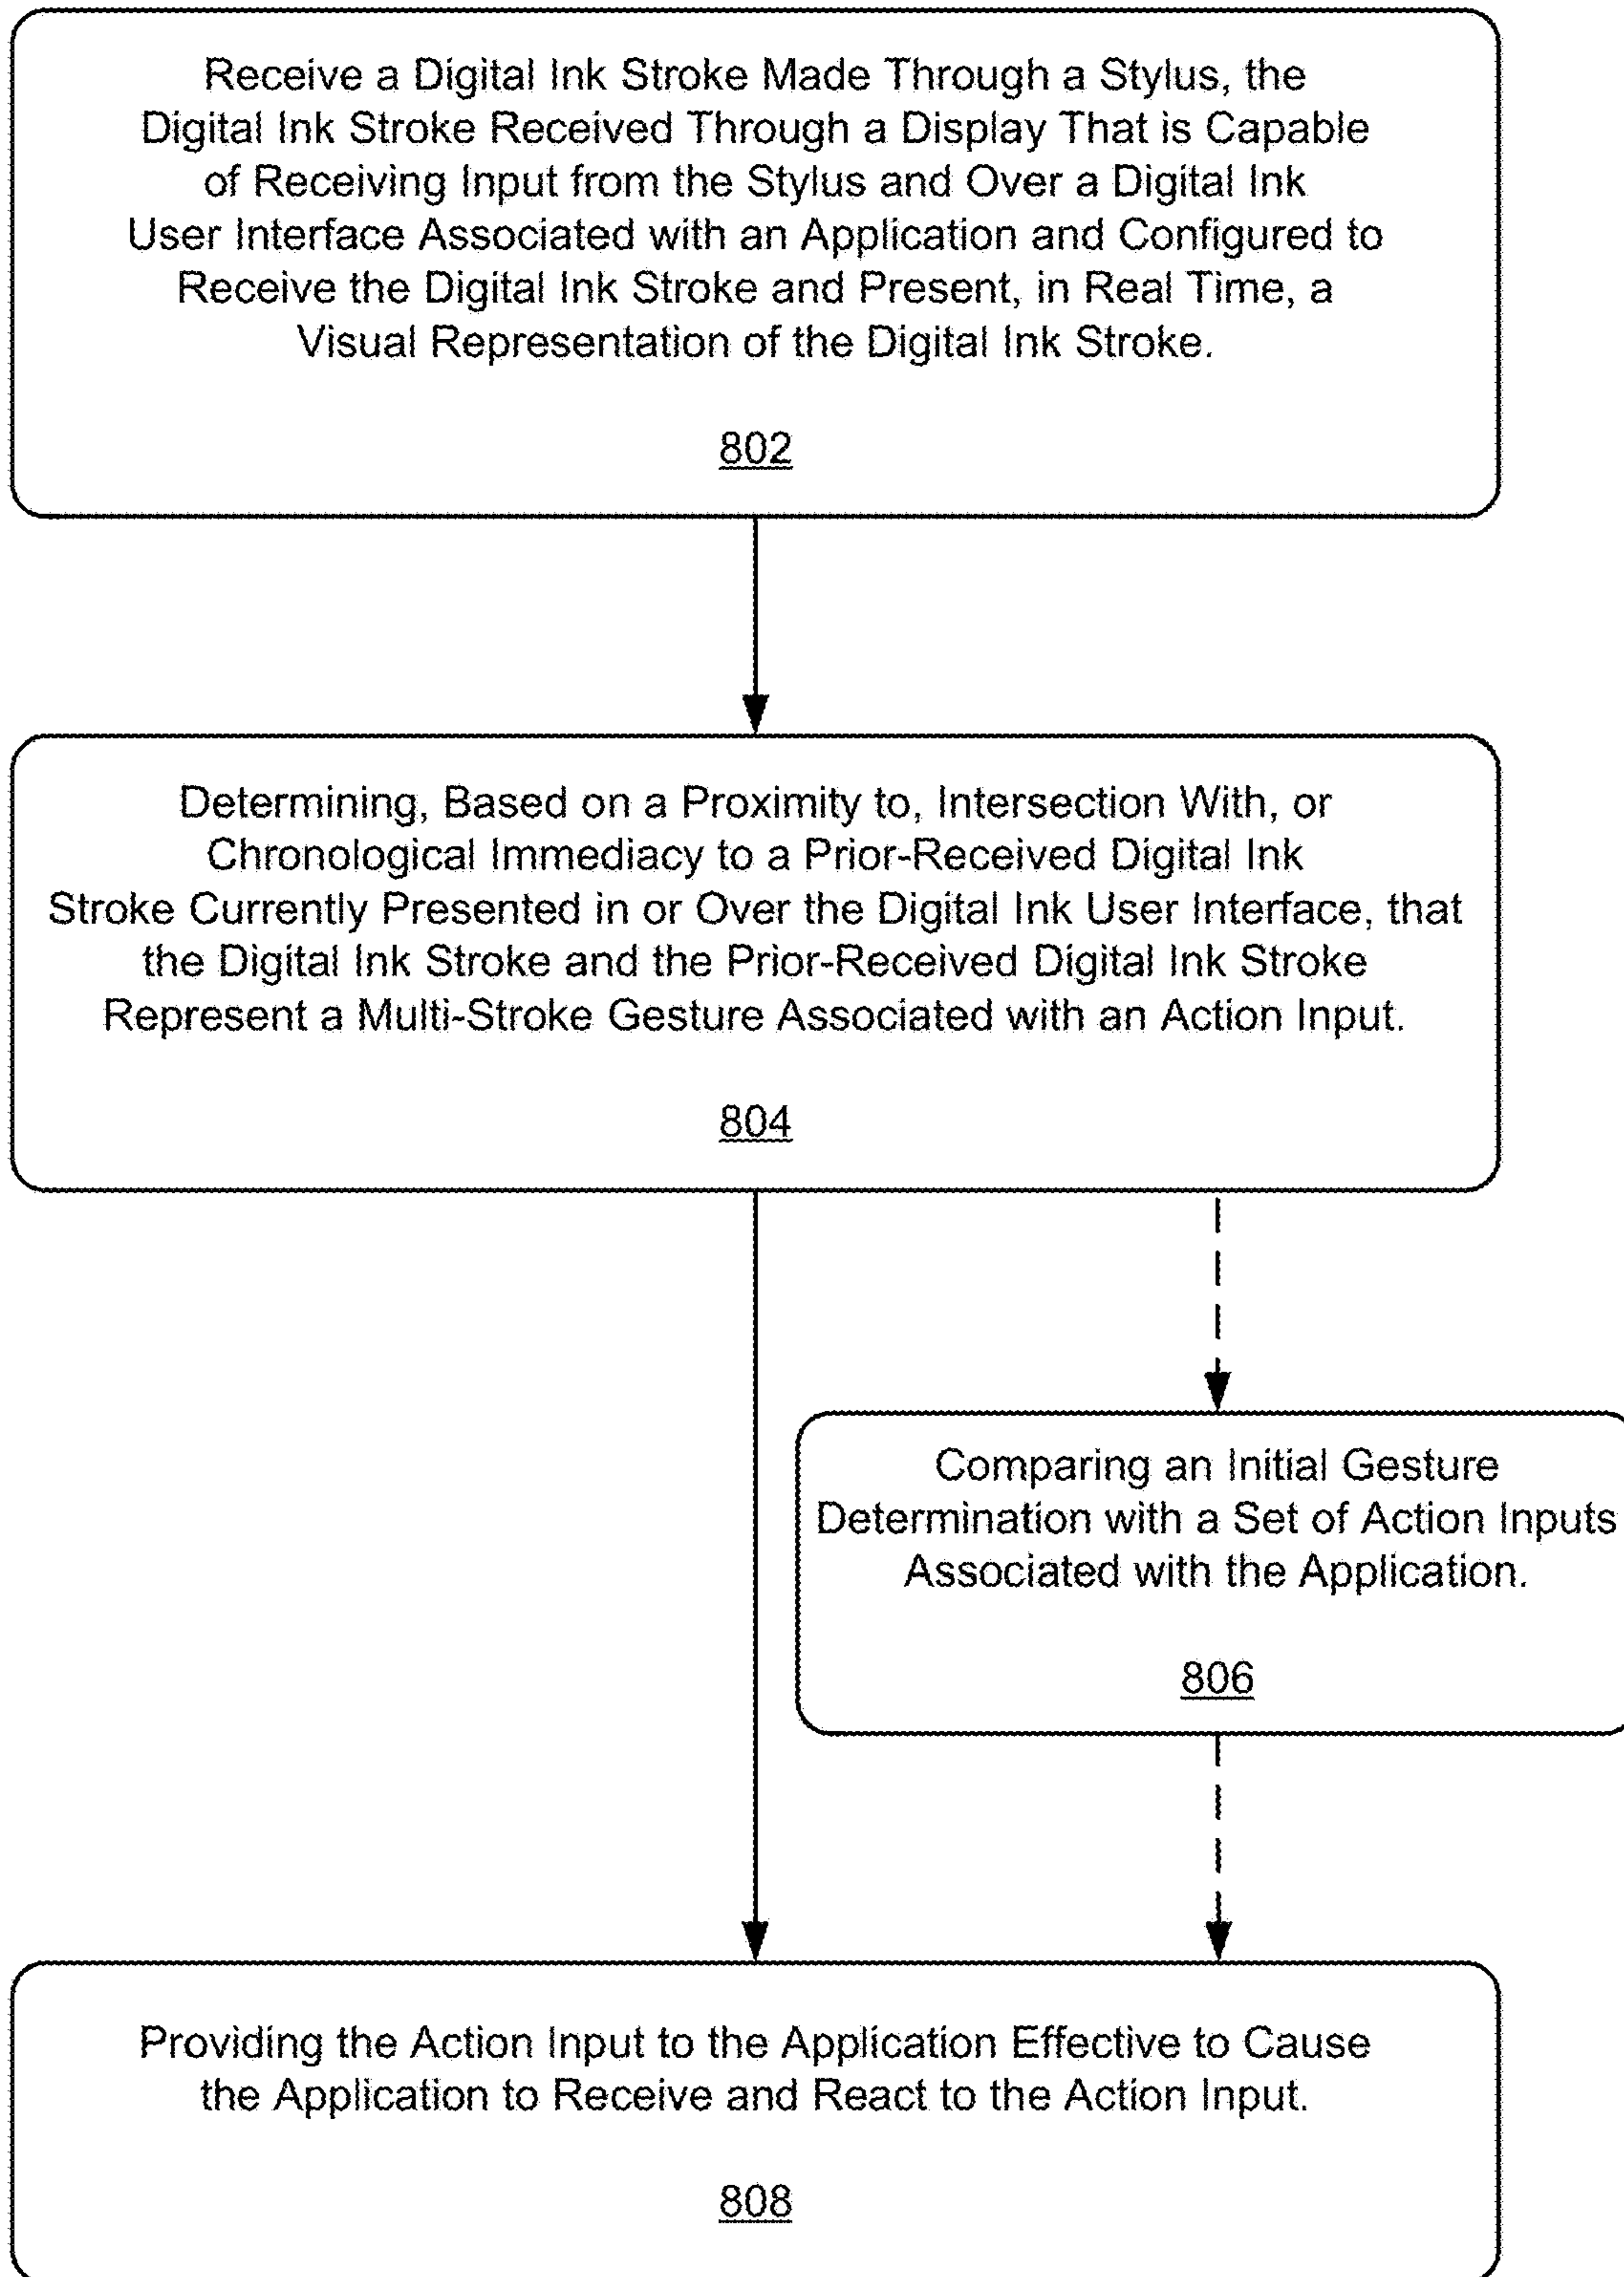 Receive a Digital Ink Stroke Made Through a Stylus, the
Digital Ink Stroke Received Through a Display That is Capable
of Receiving Input from the Stylus and Over a Digital Ink
User Interface Associated with an Application and Configured to
Receive the Digital Ink Stroke and Present, in Real Time, a
Visual Representation of the Digital Ink Stroke.
802
Determining, Based on a Proximity to, Intersection With, or
Chronological Immediacy to a Prior-Received Digital Ink
Stroke Currently Presented in or Over the Digital Ink User Interface, that
the Digital Ink Stroke and the Prior-Received Digital Ink Stroke
Represent a Multi-Stroke Gesture Associated with an Action Input.
804
Comparing an Initial Gesture
Determination with a Set of Action Inputs
Associated with the Application.
806
Providing the Action Input to the Application Effective to Cause
the Application to Receive and React to the Action Input.
808